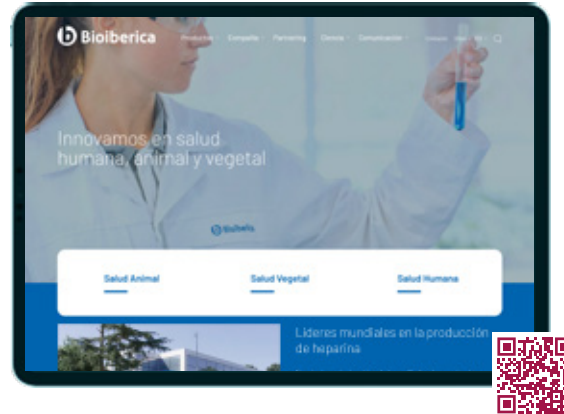 Bioiberica
Productos Compañía Partnering Ciencia Comunicación
Innovamos en salud
humana, animal y vegetal
Bioiberica
Salud Animal
Salud Vegetal
Salud Humana
Líderes mundiales en la producción
de heparina